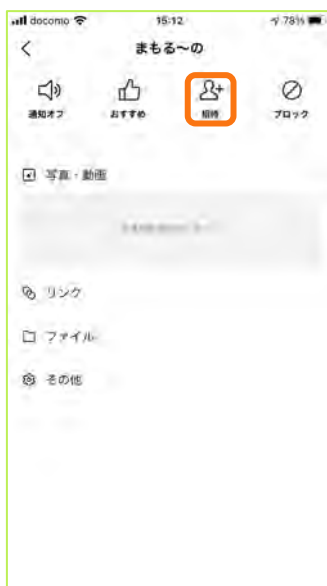 docomo 15:12 78%
まもる〜の
通知オフ おすすめ 招待 ブロック
写真・動画
リンク
ファイル
その他